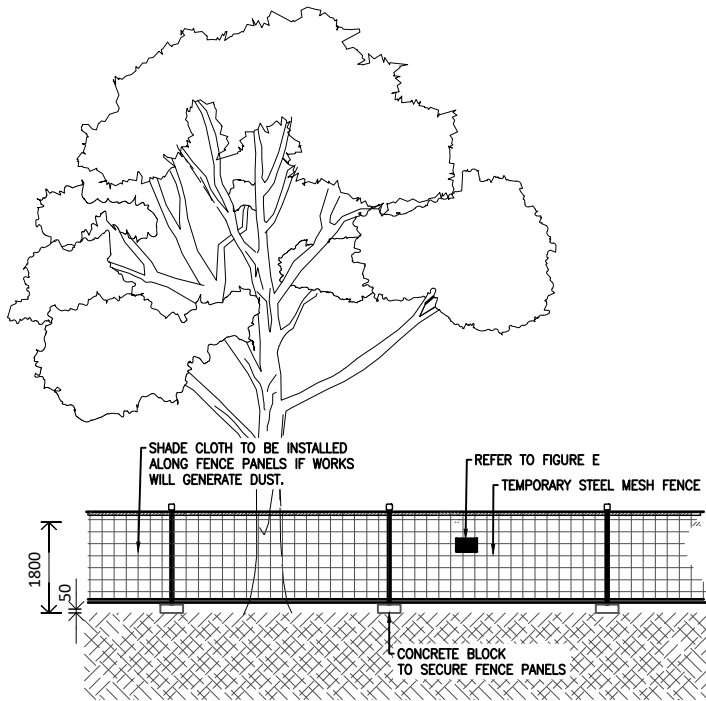 SHADE CLOTH TO BE INSTALLED
ALONG FENCE PANELS IF WORKS
WILL GENERATE DUST.
REFER TO FIGURE E
TEMPORARY STEEL MESH FENCE
1800
50
CONCRETE BLOCK
TO SECURE FENCE PANELS